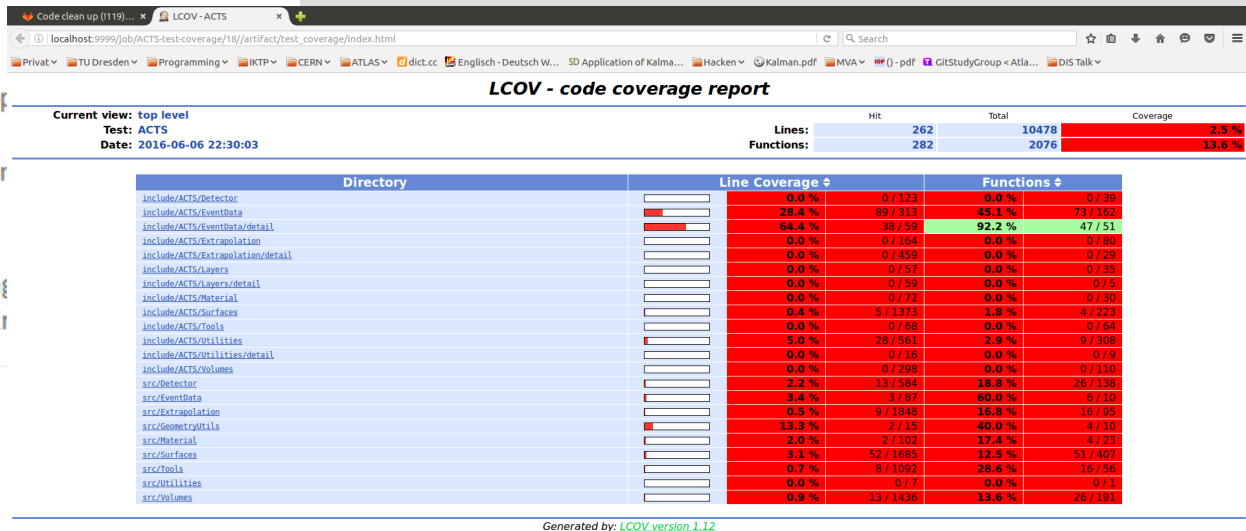 Code clean up (!119)... × LCOV - ACTS ×
localhost:9999/job/ACTS-test-coverage/18//artifact/test_coverage/index.html Search
Privat TU Dresden Programming IKTP CERN ATLAS dict.cc Englisch - Deutsch W... SD Application of Kalma... Hacken Kalman.pdf MVA IOP () - pdf GitStudyGroup < Atla... DIS Talk
LCOV - code coverage report
Current view: top level Hit Total Coverage
Test: ACTS Lines: 262 10478 2.5 %
Date: 2016-06-06 22:30:03 Functions: 282 2076 13.6 %
Directory Line Coverage Functions
include/ACTS/Detector 0.0 % 0 / 123 0.0 % 0 / 39
include/ACTS/EventData 28.4 % 89 / 313 45.1 % 73 / 162
include/ACTS/EventData/detail 64.4 % 38 / 59 92.2 % 47 / 51
include/ACTS/Extrapolation 0.0 % 0 / 164 0.0 % 0 / 80
include/ACTS/Extrapolation/detail 0.0 % 0 / 459 0.0 % 0 / 29
include/ACTS/Layers 0.0 % 0 / 57 0.0 % 0 / 35
include/ACTS/Layers/detail 0.0 % 0 / 59 0.0 % 0 / 5
include/ACTS/Material 0.0 % 0 / 72 0.0 % 0 / 30
include/ACTS/Surfaces 0.4 % 5 / 1373 1.8 % 4 / 223
include/ACTS/Tools 0.0 % 0 / 68 0.0 % 0 / 64
include/ACTS/Utilities 5.0 % 28 / 561 2.9 % 9 / 308
include/ACTS/Utilities/detail 0.0 % 0 / 16 0.0 % 0 / 9
include/ACTS/Volumes 0.0 % 0 / 298 0.0 % 0 / 110
src/Detector 2.2 % 13 / 584 18.8 % 26 / 138
src/EventData 3.4 % 3 / 87 60.0 % 6 / 10
src/Extrapolation 0.5 % 9 / 1848 16.8 % 16 / 95
src/GeometryUtils 13.3 % 2 / 15 40.0 % 4 / 10
src/Material 2.0 % 2 / 102 17.4 % 4 / 23
src/Surfaces 3.1 % 52 / 1685 12.5 % 51 / 407
src/Tools 0.7 % 8 / 1092 28.6 % 16 / 56
src/Utilities 0.0 % 0 / 7 0.0 % 0 / 1
src/Volumes 0.9 % 13 / 1436 13.6 % 26 / 191
Generated by: LCOV version 1.12